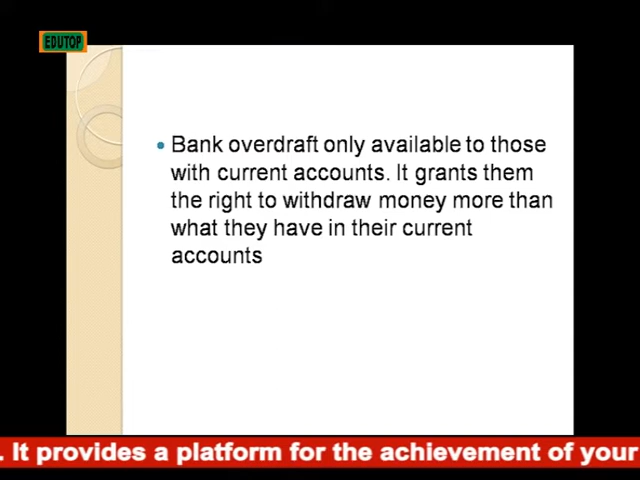 EDUTOP
Bank overdraft only available to those
with current accounts. It grants them
the right to withdraw money more than
what they have in their current
accounts
. It provides a platform for the achievement of your